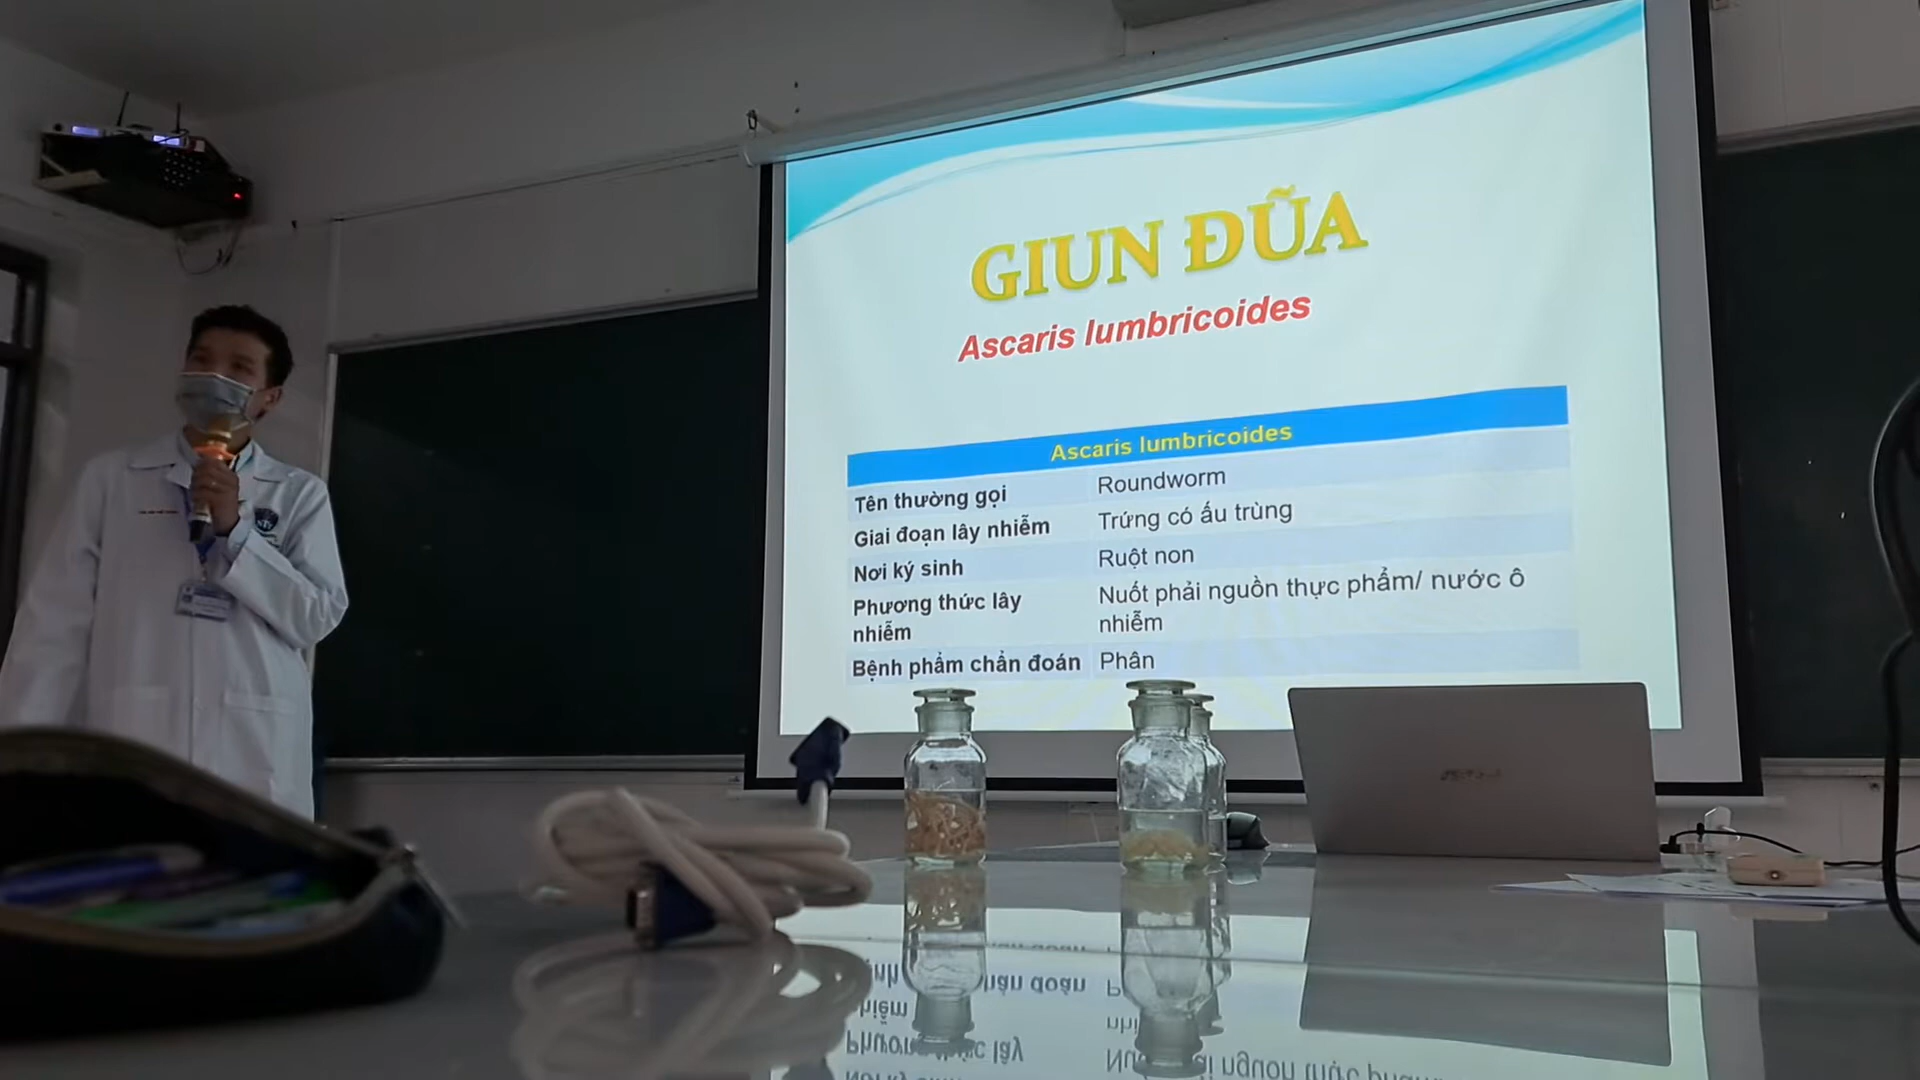 GIUN ĐŨA
Ascaris lumbricoides
Ascaris lumbricoides
Tên thường gọi Roundworm
Giai đoạn lây nhiễm Trứng có ấu trùng
Nơi ký sinh Ruột non
Phương thức lây nhiễm Nuốt phải nguồn thực phẩm/ nước ô nhiễm
Bệnh phẩm chẩn đoán Phân